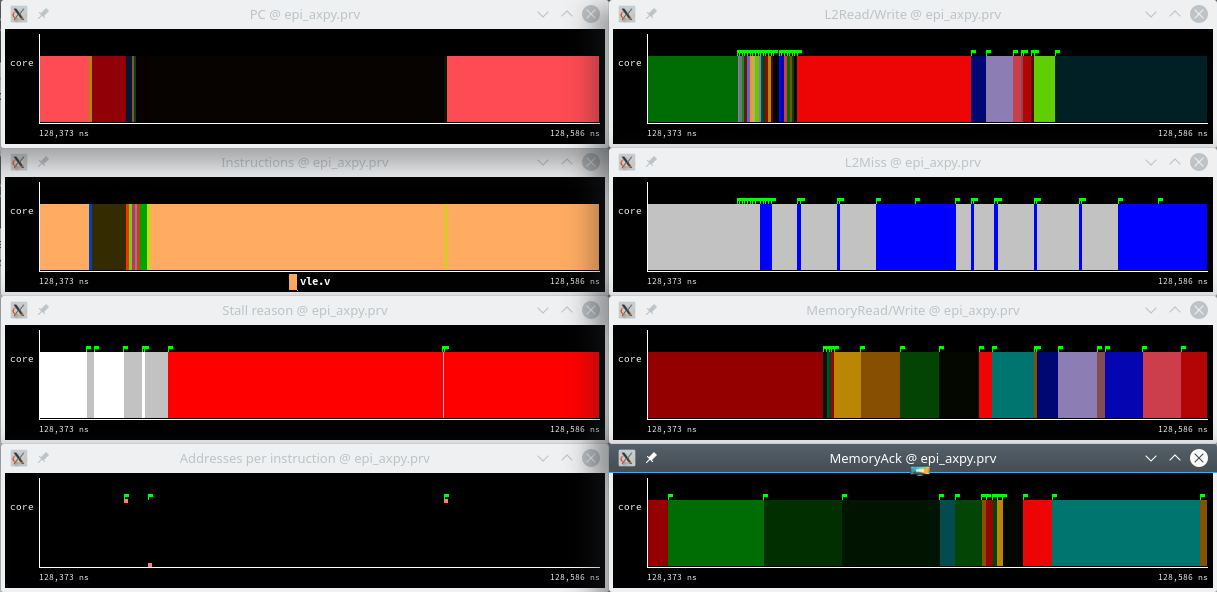 PC @ epi_axpy.prv
core
128,373 ns
128,586 ns
L2Read/Write @ epi_axpy.prv
core
128,373 ns
128,586 ns
Instructions @ epi_axpy.prv
core
128,373 ns
128,586 ns
vle.v
L2Miss @ epi_axpy.prv
core
128,373 ns
128,586 ns
Stall reason @ epi_axpy.prv
core
128,373 ns
128,586 ns
MemoryRead/Write @ epi_axpy.prv
core
128,373 ns
128,586 ns
Addresses per instruction @ epi_axpy.prv
core
128,373 ns
128,586 ns
MemoryAck @ epi_axpy.prv
core
128,373 ns
128,586 ns